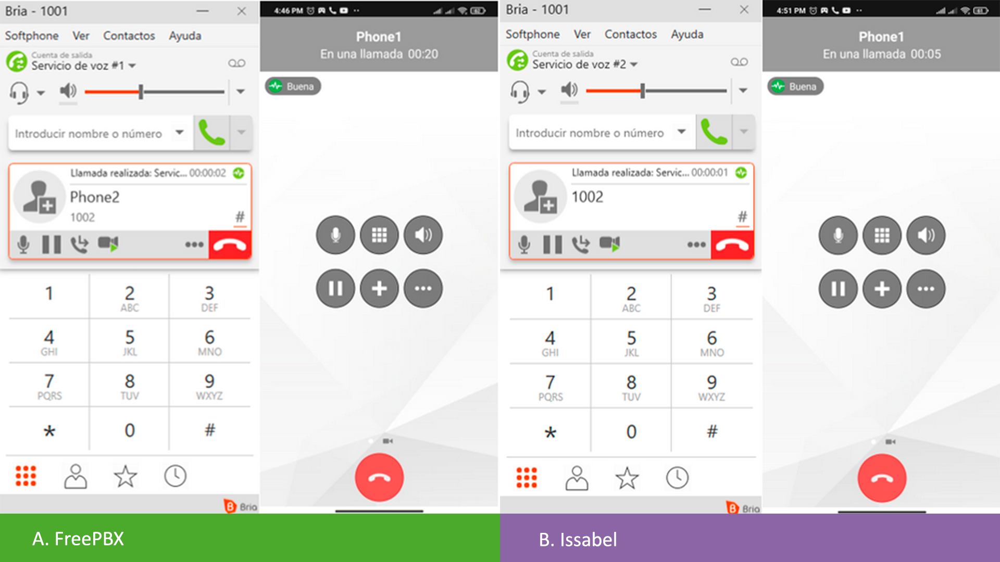 Bria - 1001
Softphone Ver Contactos Ayuda
Cuenta de salida
Servicio de voz #1
Introducir nombre o número
Llamada realizada: Servic... 00:00:02
Phone2
1002
#
1 2 3
ABC DEF
4 5 6
GHI JKL MNO
7 8 9
PQRS TUV WXYZ
* 0 #
Bria
4:46 PM 62
Phone1
En una llamada 00:20
Buena
A. FreePBX
Bria - 1001
Softphone Ver Contactos Ayuda
Cuenta de salida
Servicio de voz #2
Introducir nombre o número
Llamada realizada: Servic... 00:00:01
1002
#
1 2 3
ABC DEF
4 5 6
GHI JKL MNO
7 8 9
PQRS TUV WXYZ
* 0 #
Bria
4:51 PM 61
Phone1
En una llamada 00:05
Buena
B. Issabel